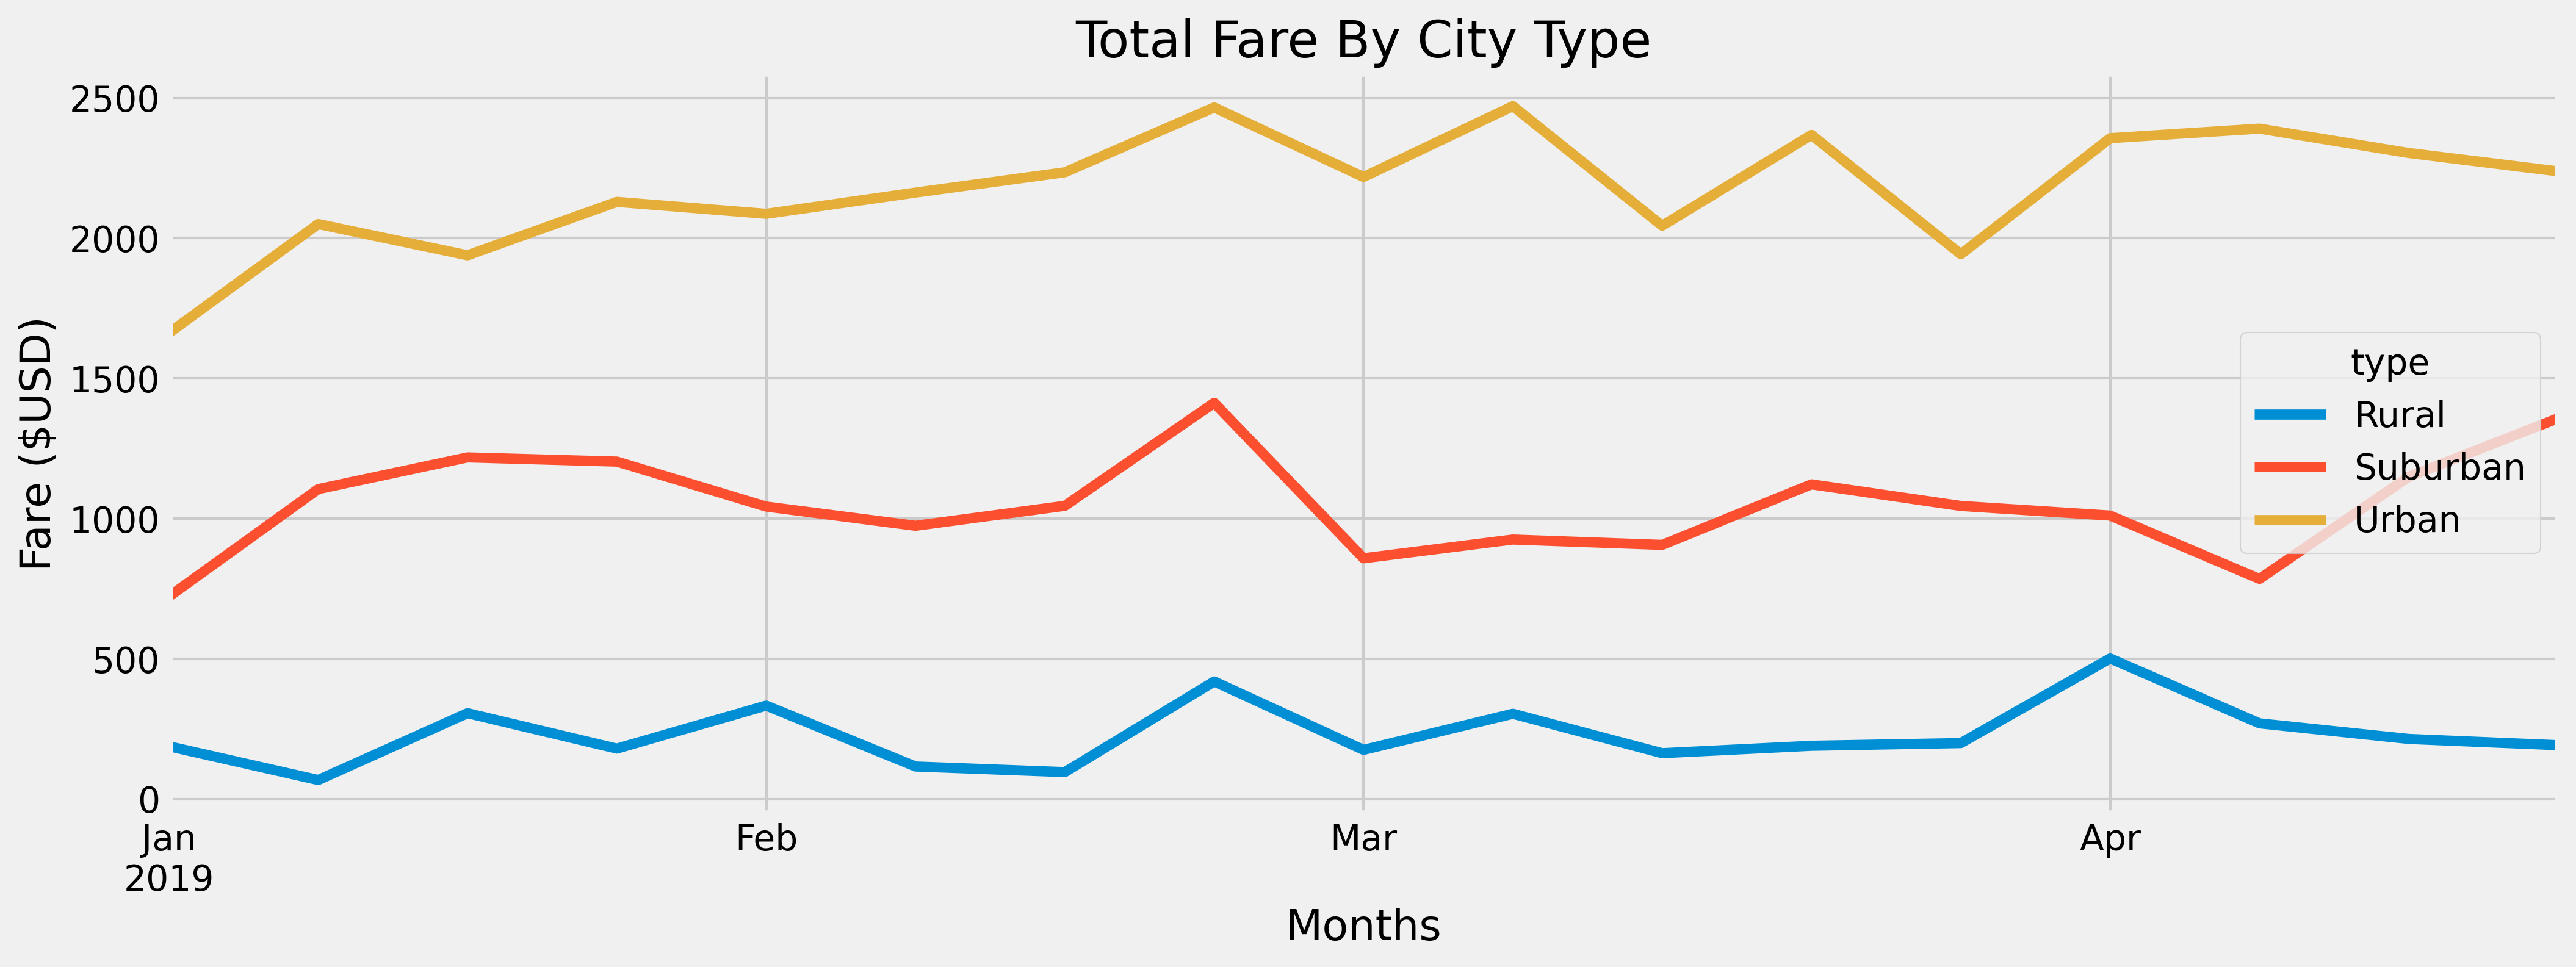 Total Fare By City Type
Fare ($USD)
2500
2000
1500
1000
500
0
type
Rural
Suburban
Urban
Jan Feb Mar Apr
2019
Months